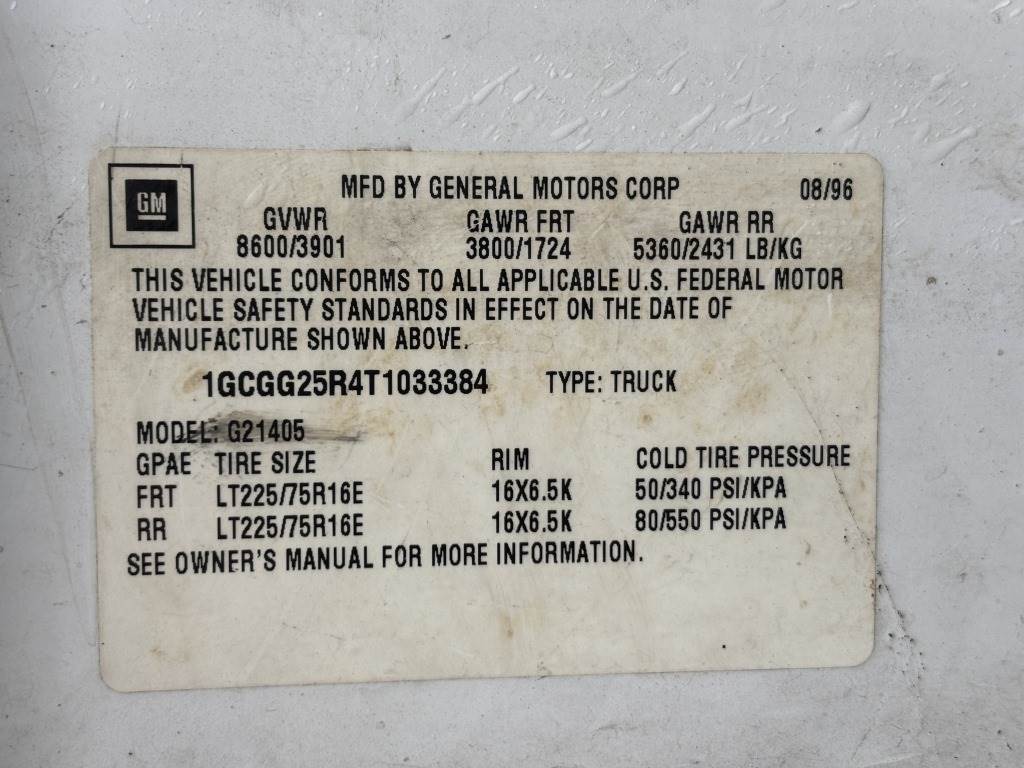 GM
MFD BY GENERAL MOTORS CORP 08/96
GVWR GAWR FRT GAWR RR
8600/3901 3800/1724 5360/2431 LB/KG
THIS VEHICLE CONFORMS TO ALL APPLICABLE U.S. FEDERAL MOTOR
VEHICLE SAFETY STANDARDS IN EFFECT ON THE DATE OF
MANUFACTURE SHOWN ABOVE.
1GCGG25R4T1033384 TYPE: TRUCK
MODEL: G21405
GPAE TIRE SIZE RIM COLD TIRE PRESSURE
FRT LT225/75R16E 16X6.5K 50/340 PSI/KPA
RR LT225/75R16E 16X6.5K 80/550 PSI/KPA
SEE OWNER'S MANUAL FOR MORE INFORMATION.